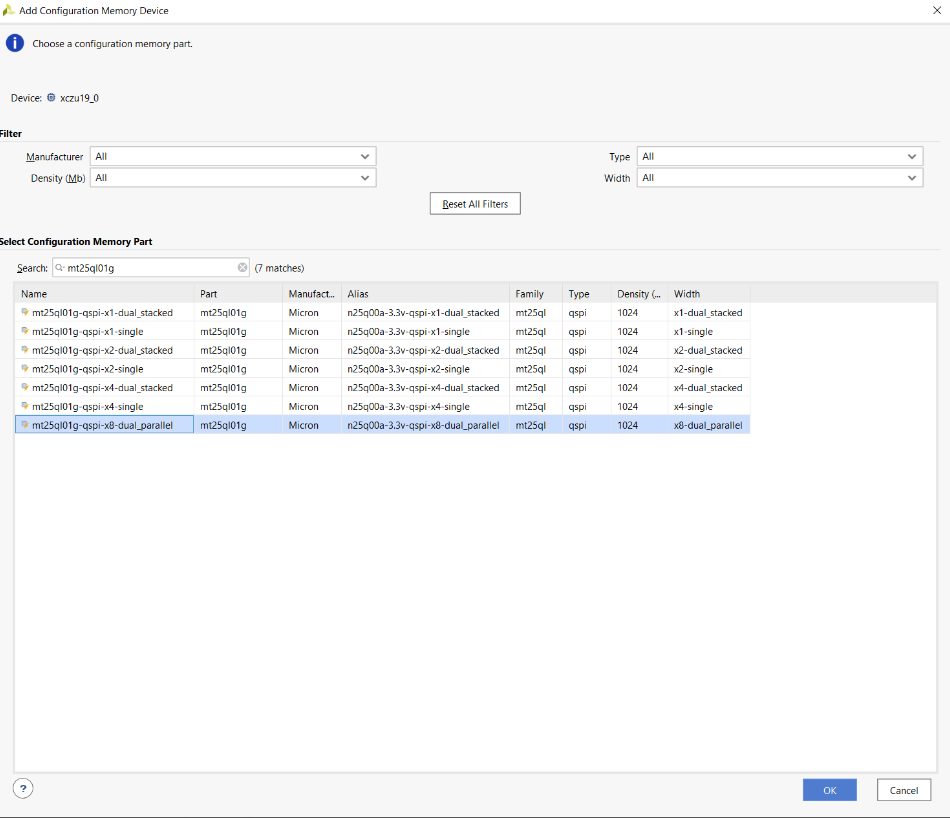 Add Configuration Memory Device
Choose a configuration memory part.
Device: xczu19_0
Filter
Manufacturer All Type All
Density (Mb) All Width All
Reset All Filters
Select Configuration Memory Part
Search: mt25ql01g (7 matches)
Name Part Manufact... Alias Family Type Density (... Width
mt25ql01g-qspi-x1-dual_stacked mt25ql01g Micron n25q00a-3.3v-qspi-x1-dual_stacked mt25ql qspi 1024 x1-dual_stacked
mt25ql01g-qspi-x1-single mt25ql01g Micron n25q00a-3.3v-qspi-x1-single mt25ql qspi 1024 x1-single
mt25ql01g-qspi-x2-dual_stacked mt25ql01g Micron n25q00a-3.3v-qspi-x2-dual_stacked mt25ql qspi 1024 x2-dual_stacked
mt25ql01g-qspi-x2-single mt25ql01g Micron n25q00a-3.3v-qspi-x2-single mt25ql qspi 1024 x2-single
mt25ql01g-qspi-x4-dual_stacked mt25ql01g Micron n25q00a-3.3v-qspi-x4-dual_stacked mt25ql qspi 1024 x4-dual_stacked
mt25ql01g-qspi-x4-single mt25ql01g Micron n25q00a-3.3v-qspi-x4-single mt25ql qspi 1024 x4-single
mt25ql01g-qspi-x8-dual_parallel mt25ql01g Micron n25q00a-3.3v-qspi-x8-dual_parallel mt25ql qspi 1024 x8-dual_parallel
? OK Cancel